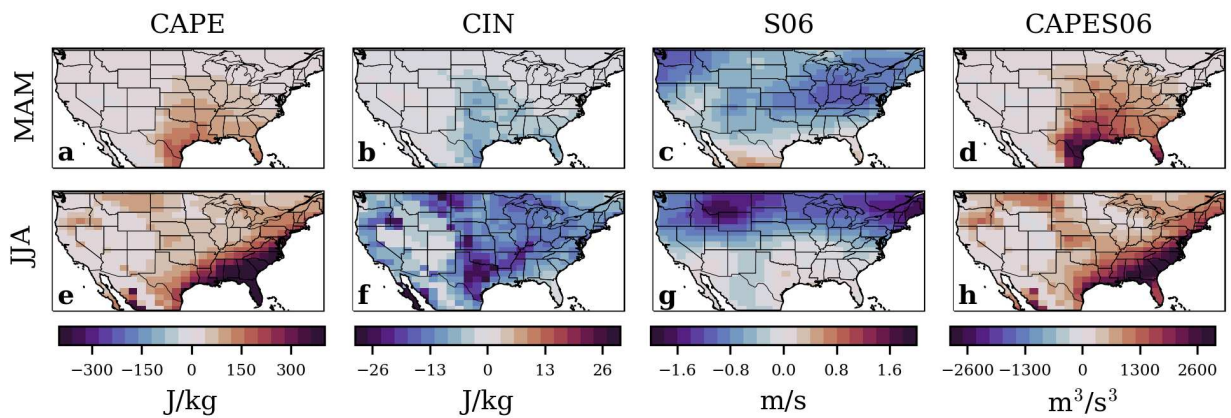 CAPE CIN S06 CAPES06
MAM
a b c d
JJA
e f g h
−300 −150 0 150 300 −26 −13 0 13 26 −1.6 −0.8 0.0 0.8 1.6 −2600 −1300 0 1300 2600
J/kg J/kg m/s m³/s³